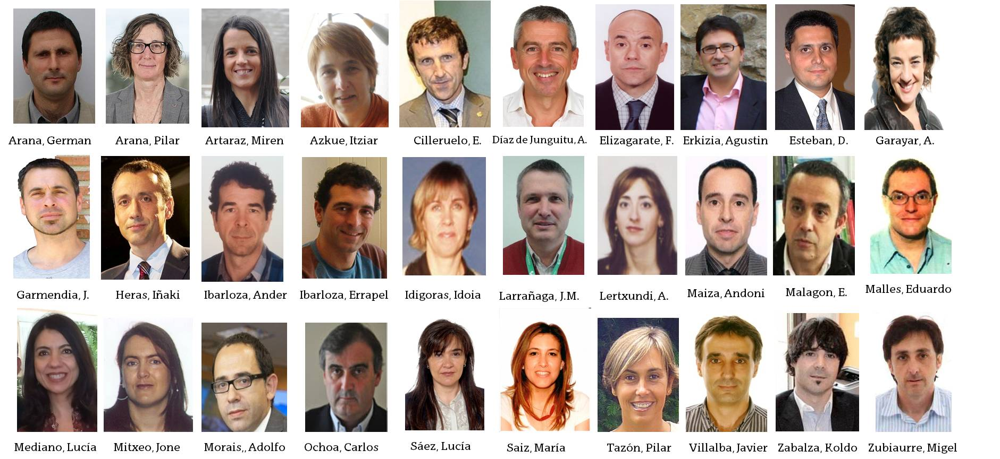 Arana, German
Arana, Pilar
Artaraz, Miren
Azkue, Itziar
Cilleruelo, E.
Díaz de Junguitu, A.
Elizagarate, F.
Erkizia, Agustin
Esteban, D.
Garayar, A.
Garmendia, J.
Heras, Iñaki
Ibarloza, Ander
Ibarloza, Errapel
Idigoras, Idoia
Larrañaga, J.M.
Lertxundi, A.
Maiza, Andoni
Malagon, E.
Malles, Eduardo
Mediano, Lucía
Mitxeo, Jone
Morais,, Adolfo
Ochoa, Carlos
Sáez, Lucía
Saiz, María
Tazón, Pilar
Villalba, Javier
Zabalza, Koldo
Zubiaurre, Migel